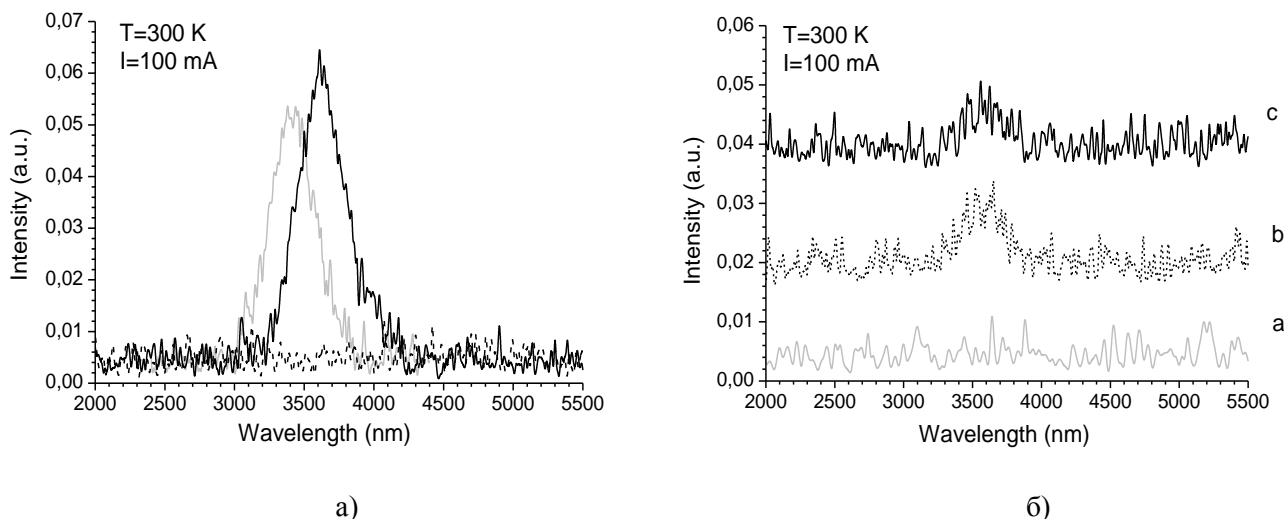 T=300 K
I=100 mA
0,07
0,06
0,05
0,04
0,03
0,02
0,01
0,00
Intensity (a.u.)
2000 2500 3000 3500 4000 4500 5000 5500
Wavelength (nm)
а)
T=300 K
I=100 mA
0,06
0,05
0,04
0,03
0,02
0,01
0,00
Intensity (a.u.)
c
b
a
2000 2500 3000 3500 4000 4500 5000 5500
Wavelength (nm)
б)